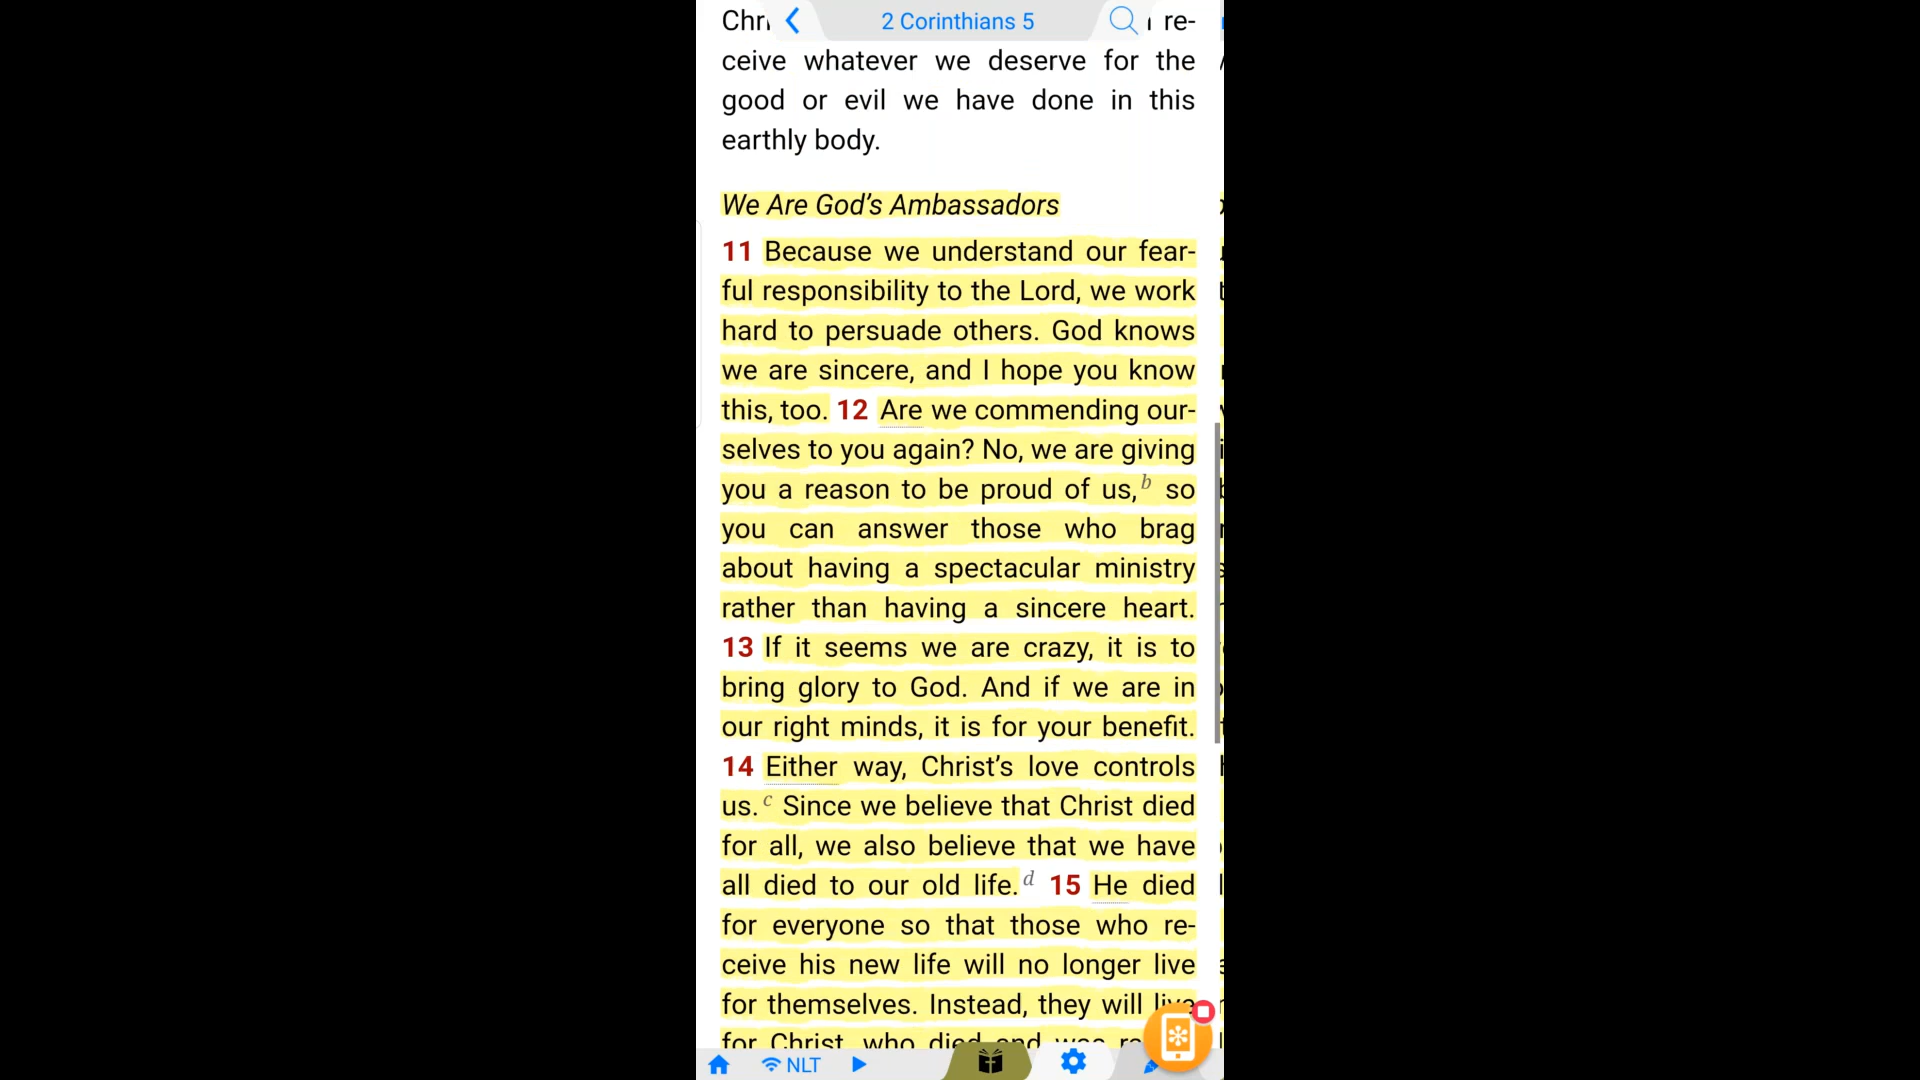 2 Corinthians 5
re-
ceive whatever we deserve for the
good or evil we have done in this
earthly body.
We Are God’s Ambassadors
11 Because we understand our fear-
ful responsibility to the Lord, we work
hard to persuade others. God knows
we are sincere, and I hope you know
this, too. 12 Are we commending our-
selves to you again? No, we are giving
you a reason to be proud of us,b so
you can answer those who brag
about having a spectacular ministry
rather than having a sincere heart.
13 If it seems we are crazy, it is to
bring glory to God. And if we are in
our right minds, it is for your benefit.
14 Either way, Christ’s love controls
us.c Since we believe that Christ died
for all, we also believe that we have
all died to our old life.d 15 He died
for everyone so that those who re-
ceive his new life will no longer live
for themselves. Instead, they will live
for Christ, who died and was
NLT